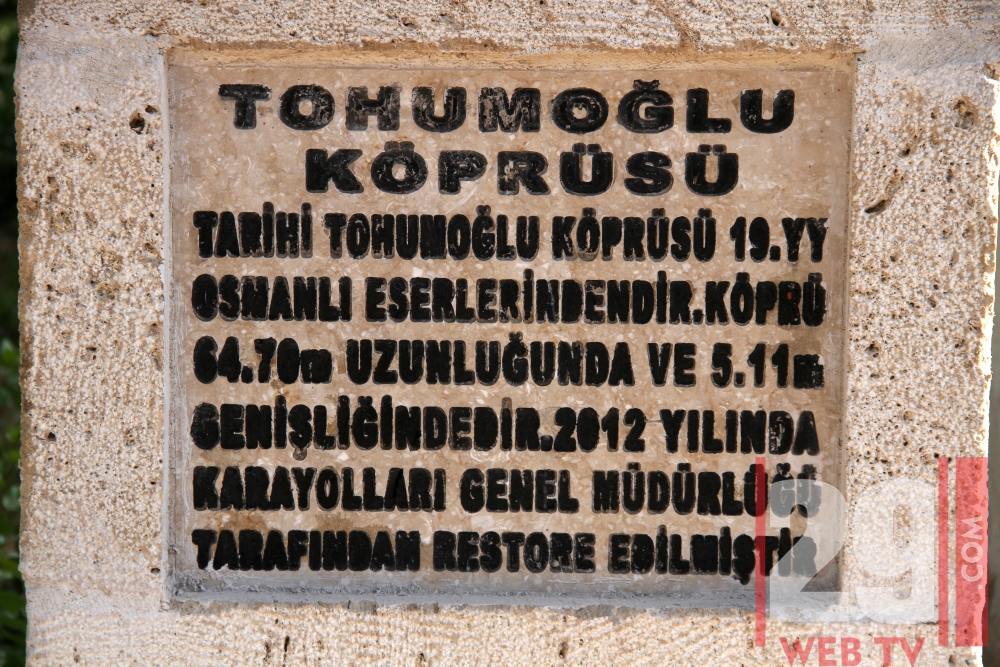 TOHUMOĞLU
KÖPRÜSÜ
TARİHİ TOHUMOĞLU KÖPRÜSÜ 19.YY
OSMANLI ESERLERİNDENDİR.KÖPRÜ
64.70m UZUNLUĞUNDA VE 5.11m
GENİŞLİĞİNDEDİR.2012 YILINDA
KARAYOLLARI GENEL MÜDÜRLÜĞÜ
TARAFINDAN RESTORE EDİLMİŞTİR
29
.COM
WEB TV